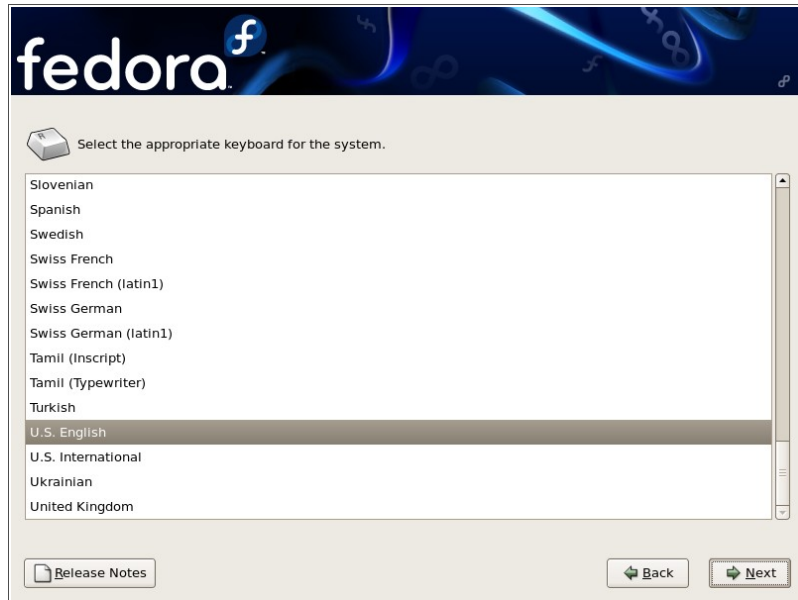 fedora
Select the appropriate keyboard for the system.
Slovenian
Spanish
Swedish
Swiss French
Swiss French (latin1)
Swiss German
Swiss German (latin1)
Tamil (Inscript)
Tamil (Typewriter)
Turkish
U.S. English
U.S. International
Ukrainian
United Kingdom
Release Notes
Back
Next